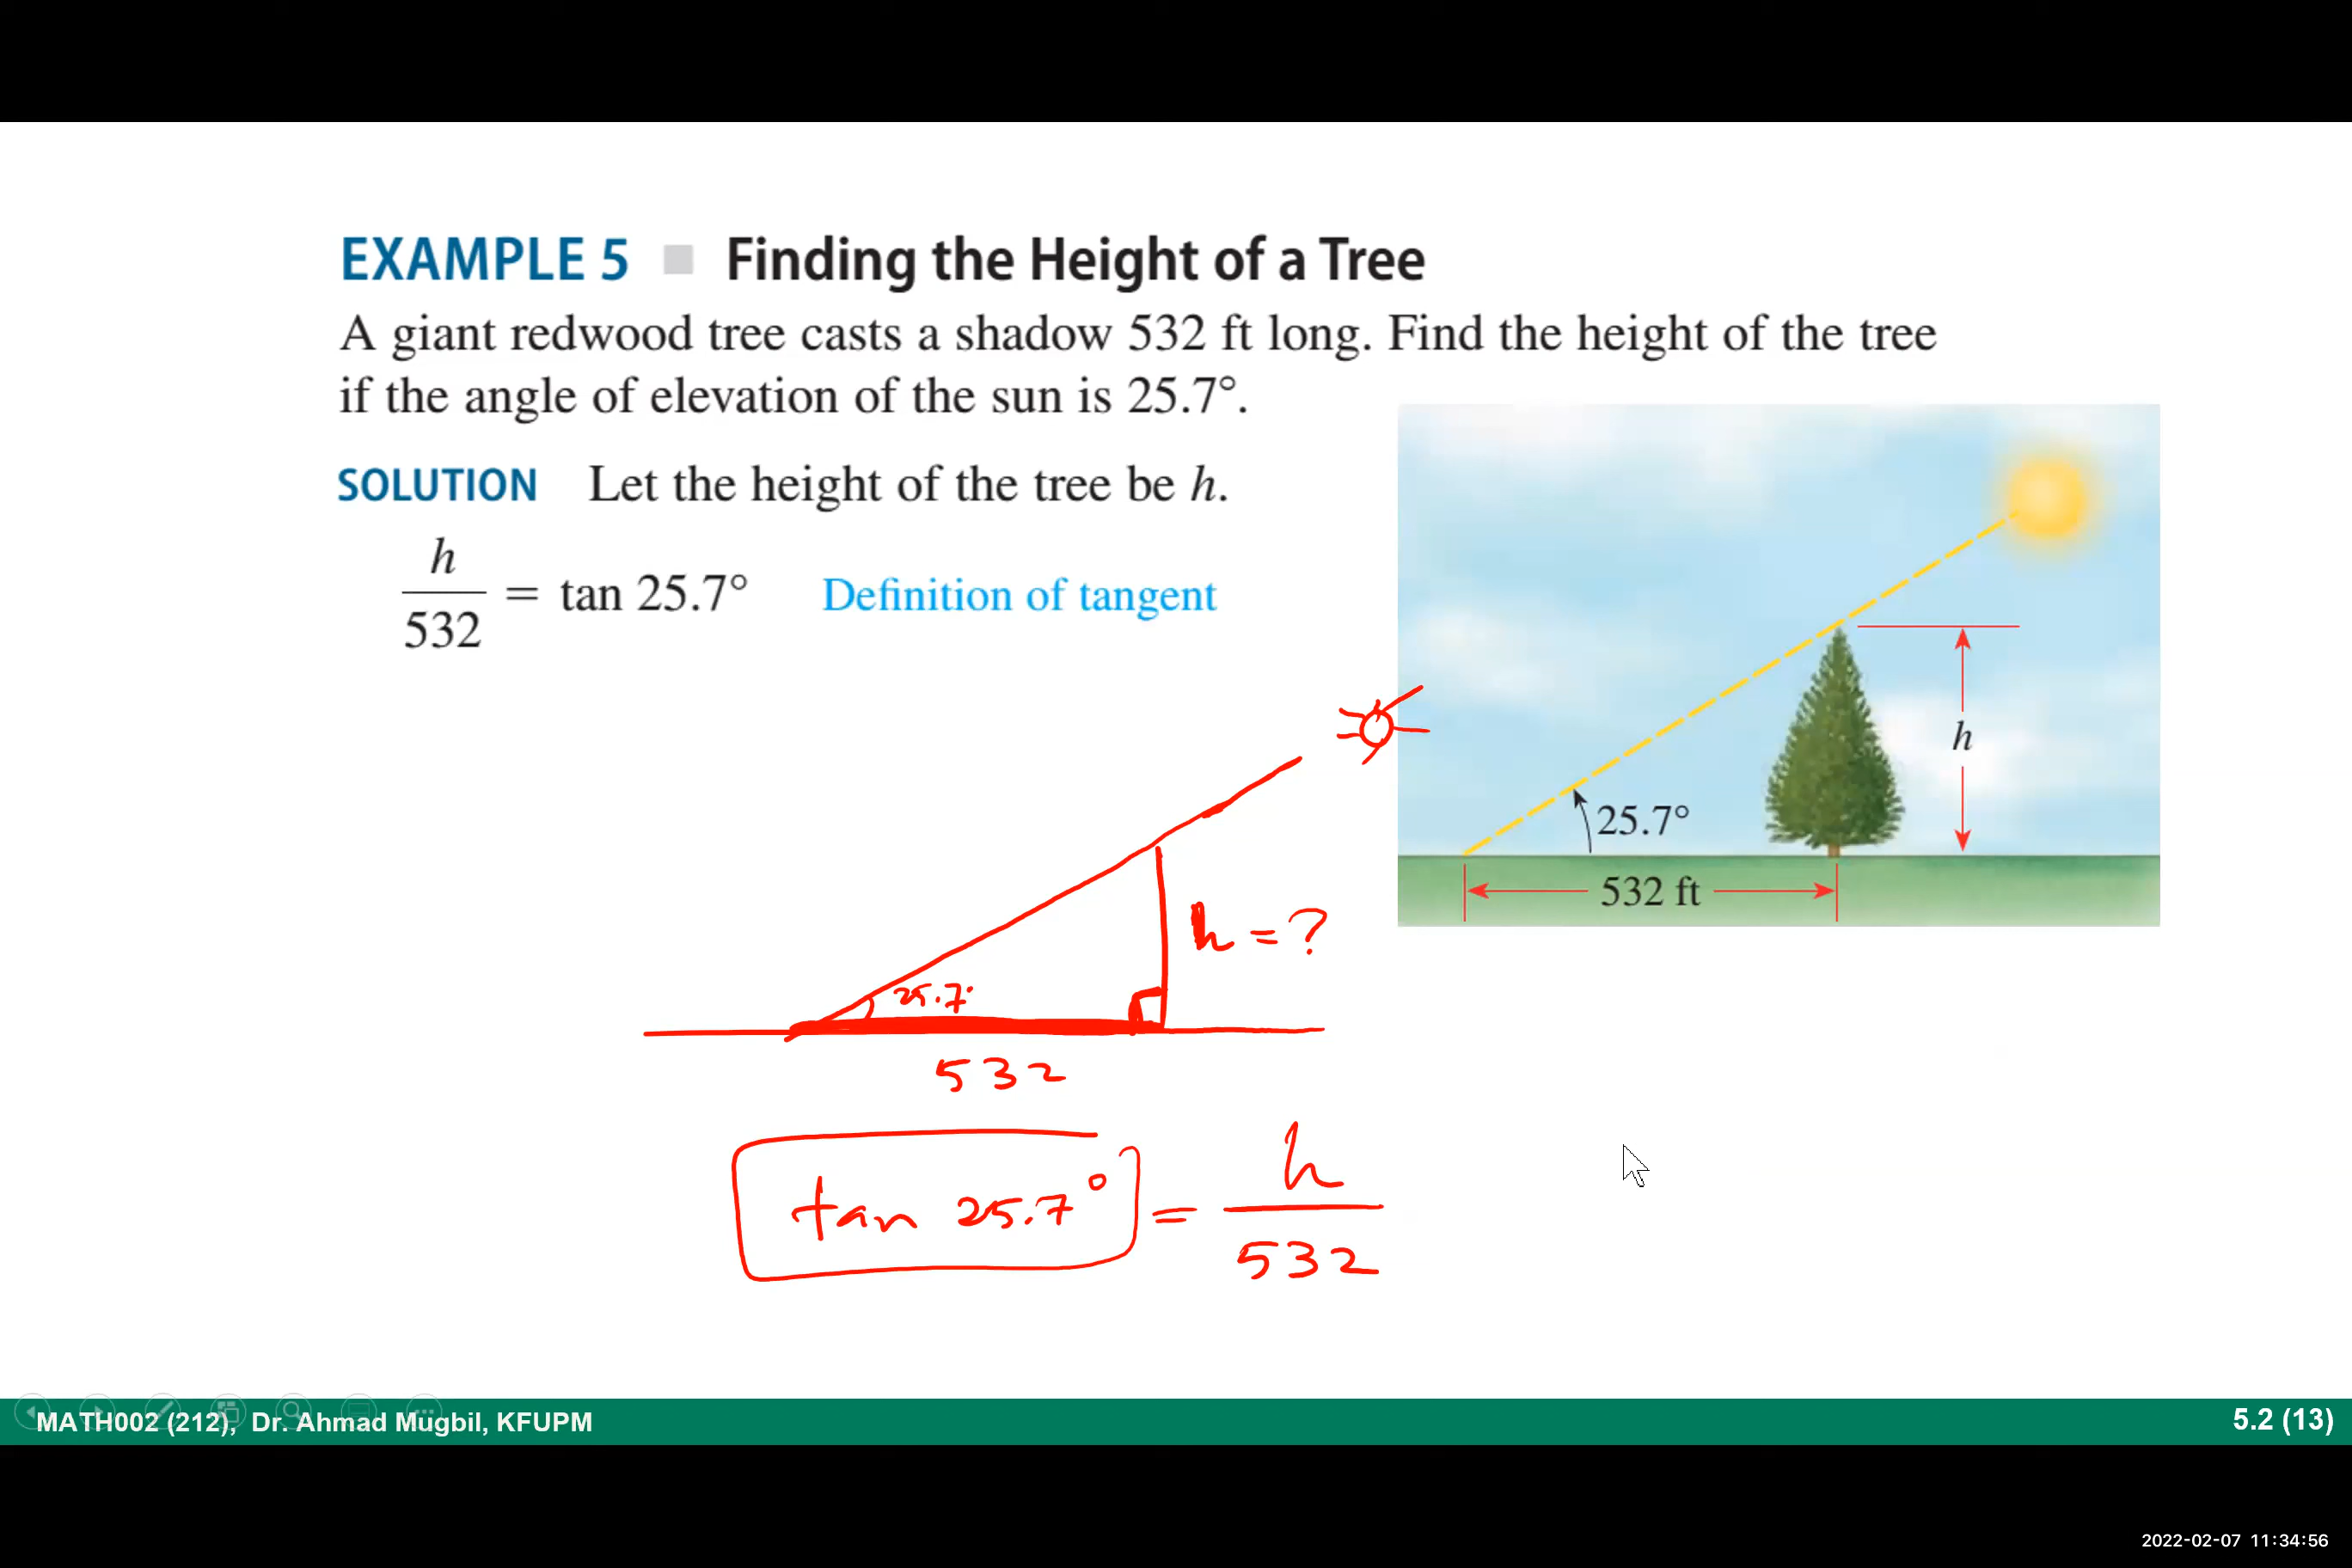 EXAMPLE 5 ■ Finding the Height of a Tree
A giant redwood tree casts a shadow 532 ft long. Find the height of the tree
if the angle of elevation of the sun is 25.7°.
SOLUTION Let the height of the tree be h.
h
532
= tan 25.7° Definition of tangent
h
25.7°
532 ft
h = ?
25.7°
532
tan 25.7° =
h
532
MATH002 (212), Dr. Ahmad Mugbil, KFUPM
5.2 (13)
2022-02-07 11:34:56